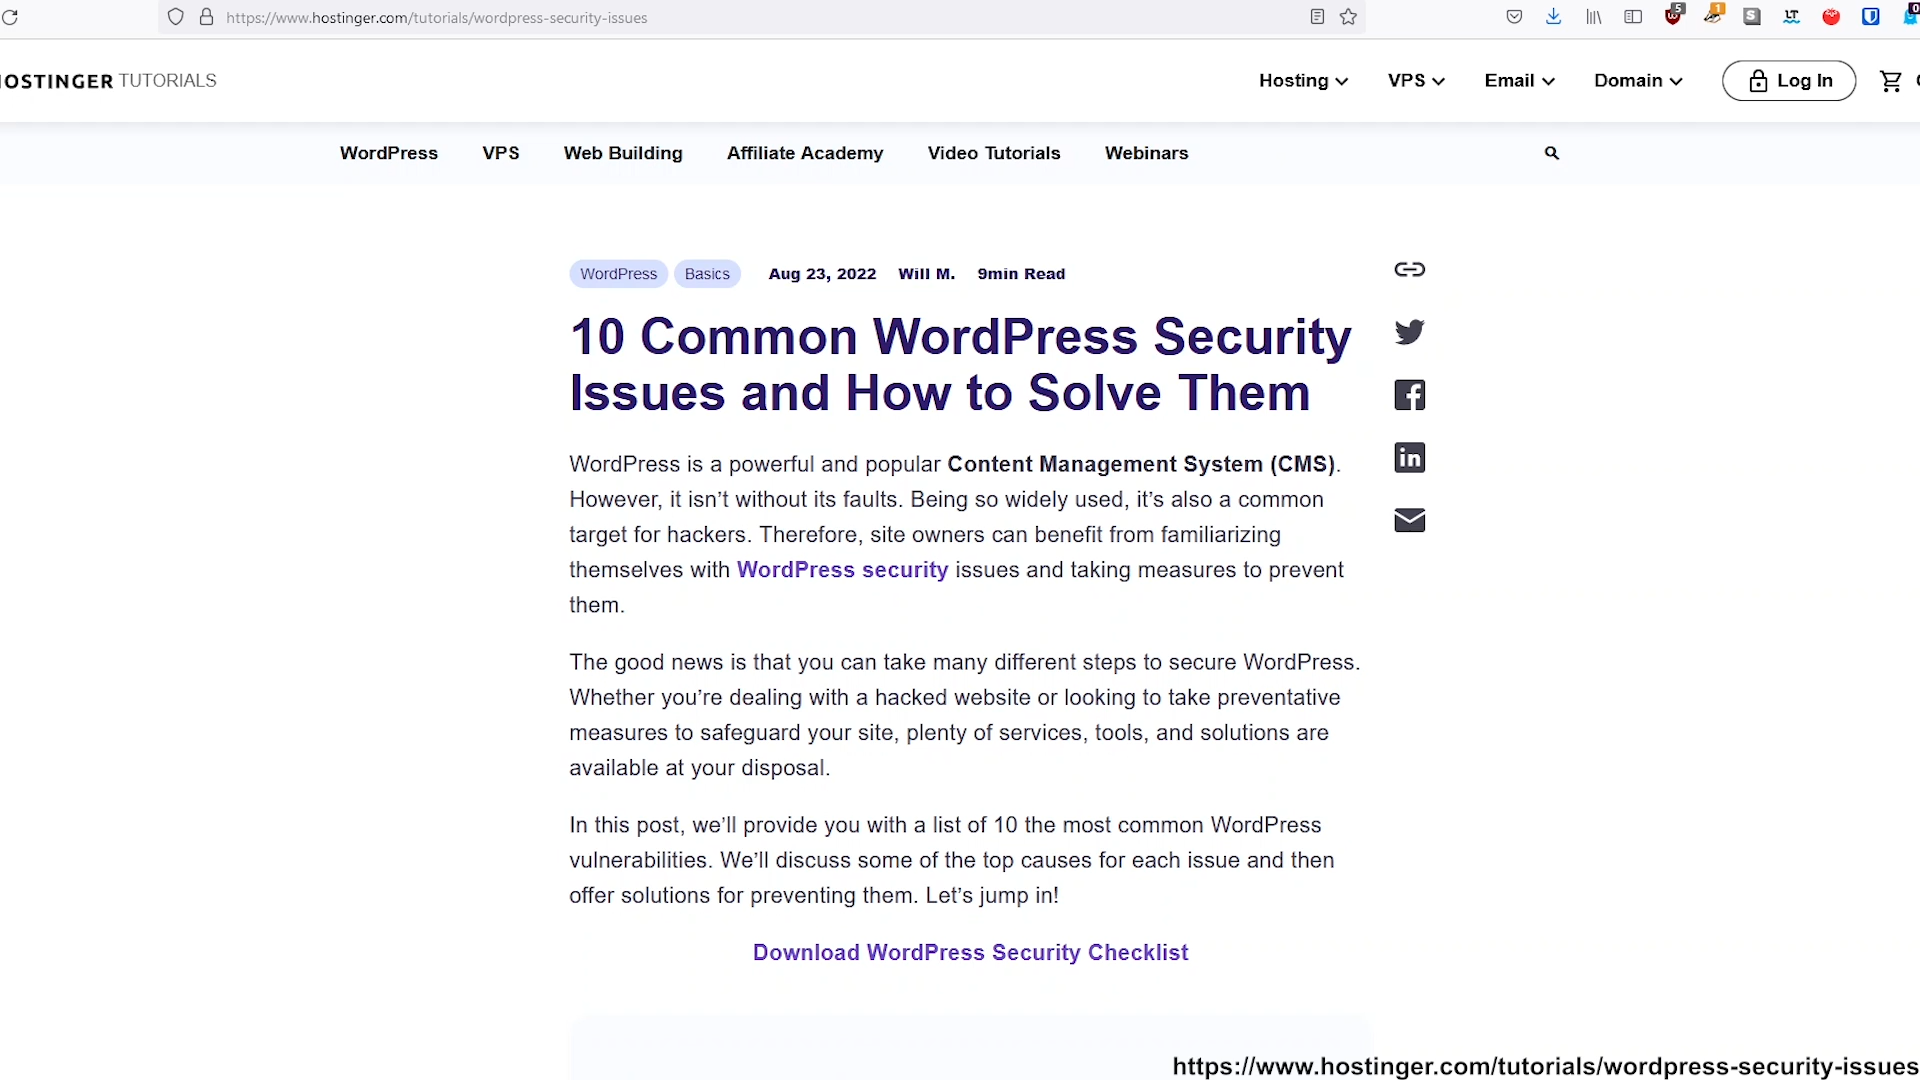 https://www.hostinger.com/tutorials/wordpress-security-issues
5
1
S
LT
0
HOSTINGER TUTORIALS
Hosting
VPS
Email
Domain
Log In
WordPress
VPS
Web Building
Affiliate Academy
Video Tutorials
Webinars
WordPress
Basics
Aug 23, 2022
Will M.
9min Read
10 Common WordPress Security
Issues and How to Solve Them
WordPress is a powerful and popular Content Management System (CMS).
However, it isn’t without its faults. Being so widely used, it’s also a common
target for hackers. Therefore, site owners can benefit from familiarizing
themselves with WordPress security issues and taking measures to prevent
them.
The good news is that you can take many different steps to secure WordPress.
Whether you’re dealing with a hacked website or looking to take preventative
measures to safeguard your site, plenty of services, tools, and solutions are
available at your disposal.
In this post, we’ll provide you with a list of 10 the most common WordPress
vulnerabilities. We’ll discuss some of the top causes for each issue and then
offer solutions for preventing them. Let’s jump in!
Download WordPress Security Checklist
https://www.hostinger.com/tutorials/wordpress-security-issues